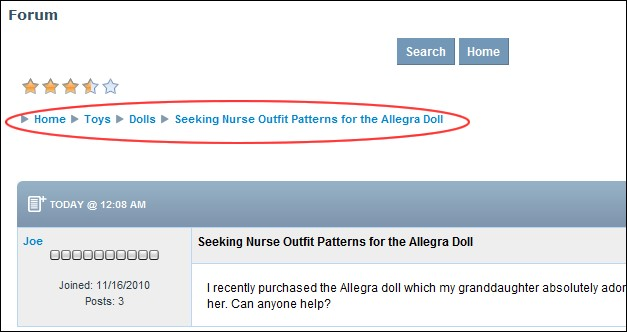 Forum
Search Home
Home Toys Dolls Seeking Nurse Outfit Patterns for the Allegra Doll
TODAY @ 12:08 AM
Joe
Seeking Nurse Outfit Patterns for the Allegra Doll
Joined: 11/16/2010
Posts: 3
I recently purchased the Allegra doll which my granddaughter absolutely
her. Can anyone help?